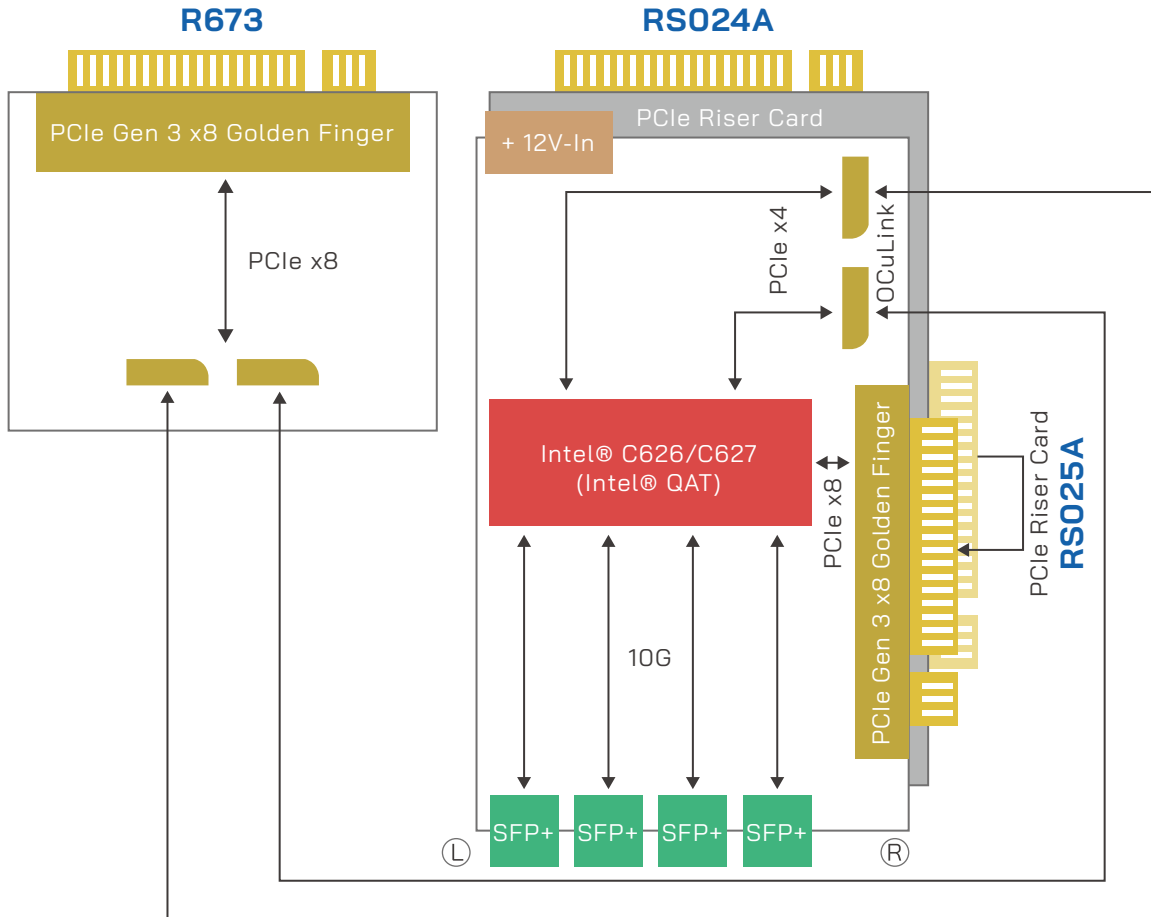 R673
RS024A
PCIe Gen 3 x8 Golden Finger
PCIe x8
PCIe Riser Card
+ 12V-In
PCIe x4
OCuLink
Intel® C626/C627
(Intel® QAT)
PCIe x8
PCIe Gen 3 x8 Golden Finger
PCIe Riser Card
RS025A
10G
SFP+
SFP+
SFP+
SFP+
L
R